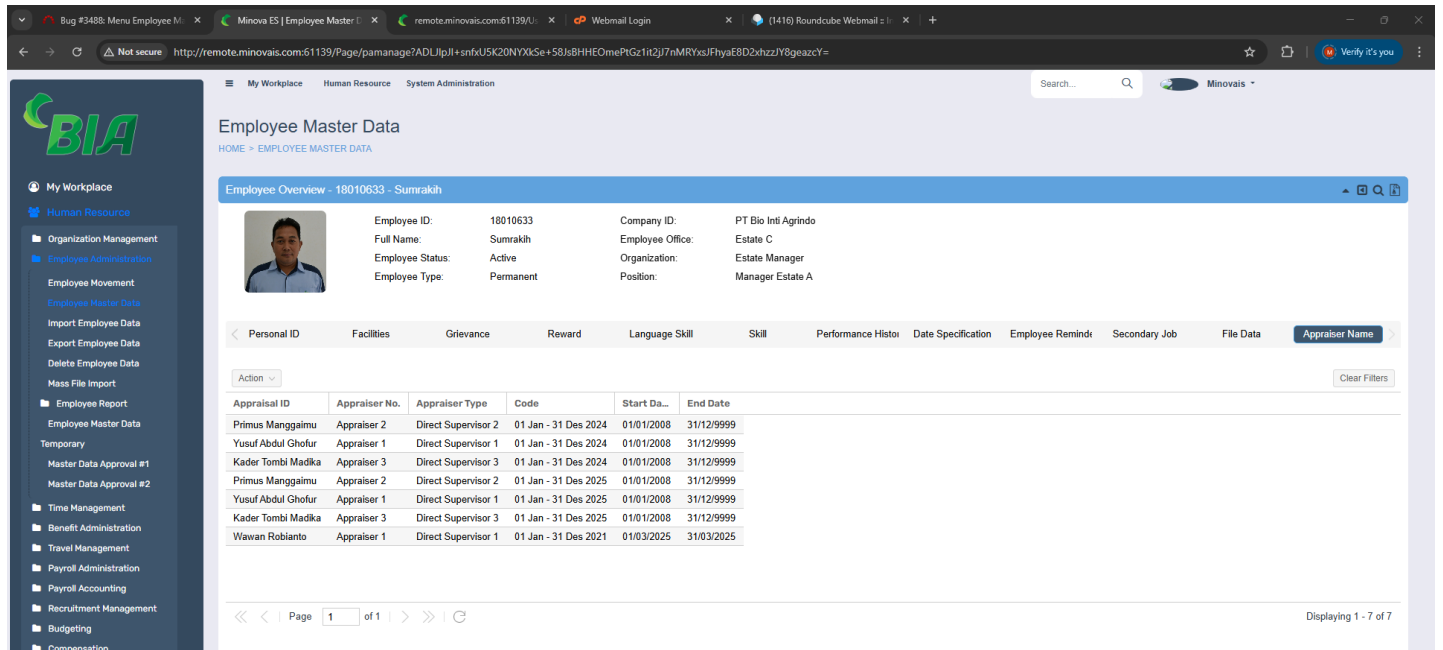 Bug #3488: Menu Employee Ma
Minova ES | Employee Master D
remote.minovais.com:61139/Us
Webmail Login
(1416) Roundcube Webmail :: In
Not secure http://remote.minovais.com:61139/Page/pamanage?ADLJIpJI+snfxU5K20NYXkSe+58JsBHHEOmePtGz1it2jJ7nMRYxsJFhyaE8D2xhzzJY8geazcY=
M Verify it's you
BIA
My Workplace
Human Resource
Organization Management
Employee Administration
Employee Movement
Employee Master Data
Import Employee Data
Export Employee Data
Delete Employee Data
Mass File Import
Employee Report
Employee Master Data
Temporary
Master Data Approval #1
Master Data Approval #2
Time Management
Benefit Administration
Travel Management
Payroll Administration
Payroll Accounting
Recruitment Management
Budgeting
Compensation
My Workplace Human Resource System Administration
Search...
Minovais
Employee Master Data
HOME > EMPLOYEE MASTER DATA
Employee Overview - 18010633 - Sumrakih
Employee ID: 18010633 Company ID: PT Bio Inti Agrindo
Full Name: Sumrakih Employee Office: Estate C
Employee Status: Active Organization: Estate Manager
Employee Type: Permanent Position: Manager Estate A
Personal ID Facilities Grievance Reward Language Skill Skill Performance Histor Date Specification Employee Reminde Secondary Job File Data Appraiser Name
Action Clear Filters
Appraisal ID Appraiser No. Appraiser Type Code Start Da... End Date
Primus Manggaimu Appraiser 2 Direct Supervisor 2 01 Jan - 31 Des 2024 01/01/2008 31/12/9999
Yusuf Abdul Ghofur Appraiser 1 Direct Supervisor 1 01 Jan - 31 Des 2024 01/01/2008 31/12/9999
Kader Tombi Madika Appraiser 3 Direct Supervisor 3 01 Jan - 31 Des 2024 01/01/2008 31/12/9999
Primus Manggaimu Appraiser 2 Direct Supervisor 2 01 Jan - 31 Des 2025 01/01/2008 31/12/9999
Yusuf Abdul Ghofur Appraiser 1 Direct Supervisor 1 01 Jan - 31 Des 2025 01/01/2008 31/12/9999
Kader Tombi Madika Appraiser 3 Direct Supervisor 3 01 Jan - 31 Des 2025 01/01/2008 31/12/9999
Wawan Robianto Appraiser 1 Direct Supervisor 1 01 Jan - 31 Des 2021 01/03/2025 31/03/2025
Page 1 of 1
Displaying 1 - 7 of 7